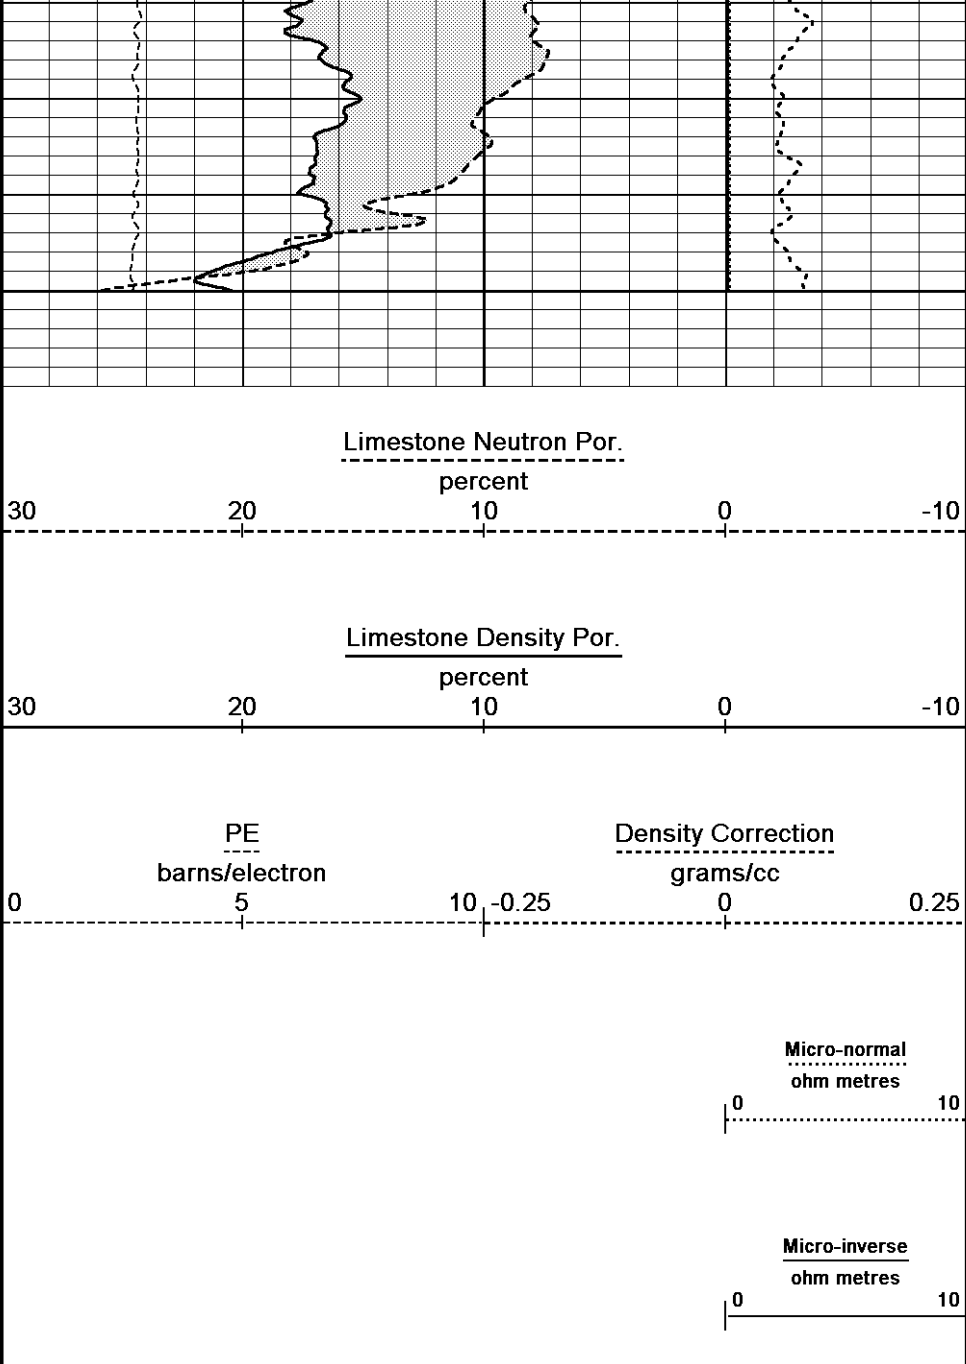 Limestone Neutron Por.
percent
30 20 10 0 -10
Limestone Density Por.
percent
30 20 10 0 -10
PE Density Correction
barns/electron grams/cc
0 5 10 -0.25 0 0.25
Micro-normal
ohm metres
0 10
Micro-inverse
ohm metres
0 10